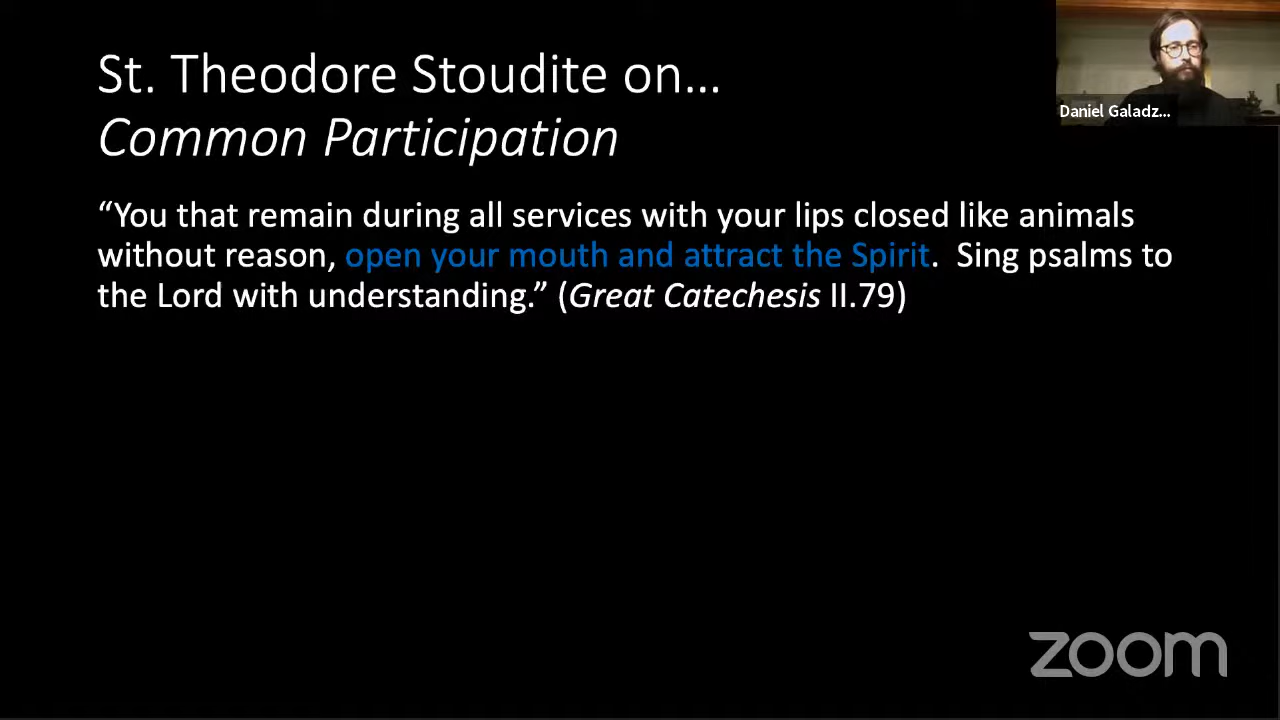 St. Theodore Stoudite on...
Common Participation
“You that remain during all services with your lips closed like animals
without reason, open your mouth and attract the Spirit.  Sing psalms to
the Lord with understanding.” (Great Catechesis II.79)
Daniel Galadz...
zoom